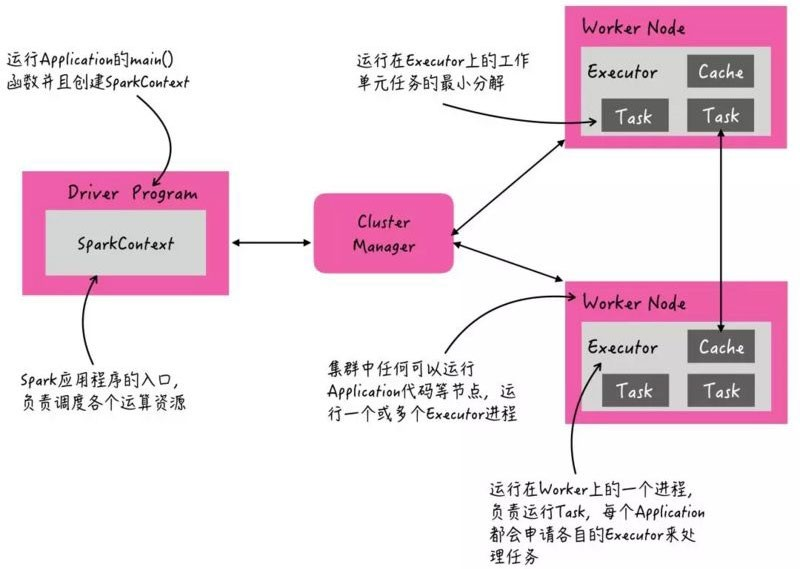 运行Application的main()
函数并且创建SparkContext
Driver Program
SparkContext
Spark应用程序的入口，
负责调度各个运算资源
Cluster
Manager
运行在Executor上的工作
单元任务的最小分解
Worker Node
Executor
Cache
Task
Task
集群中任何可以运行
Application代码等节点，运
行一个或多个Executor进程
Worker Node
Executor
Cache
Task
Task
运行在Worker上的一个进程，
负责运行Task，每个Application
都会申请各自的Executor来处
理任务